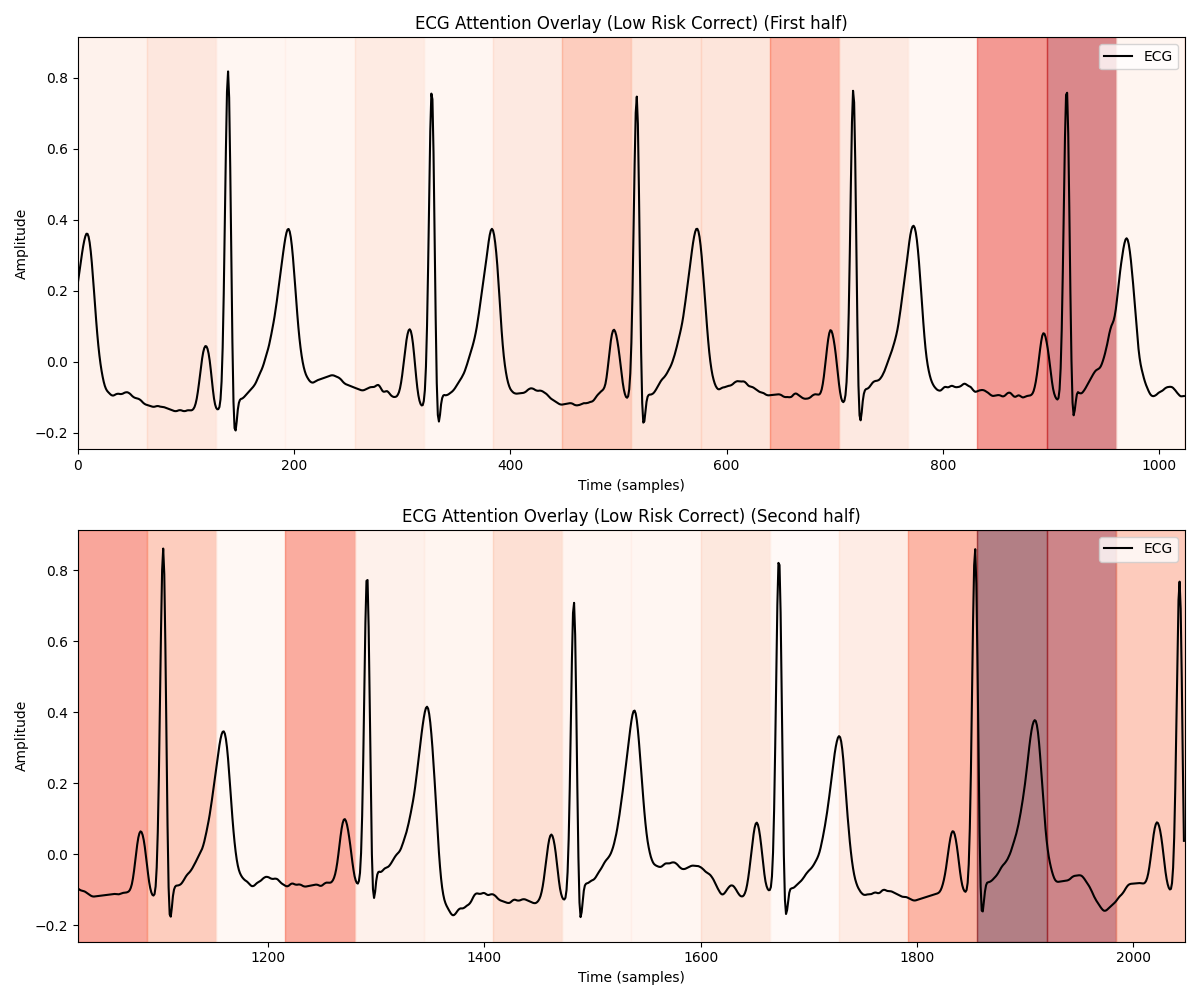 ECG Attention Overlay (Low Risk Correct) (First half)
ECG
Amplitude
0.8
0.6
0.4
0.2
0.0
−0.2
0 200 400 600 800 1000
Time (samples)
ECG Attention Overlay (Low Risk Correct) (Second half)
ECG
Amplitude
0.8
0.6
0.4
0.2
0.0
−0.2
1200 1400 1600 1800 2000
Time (samples)